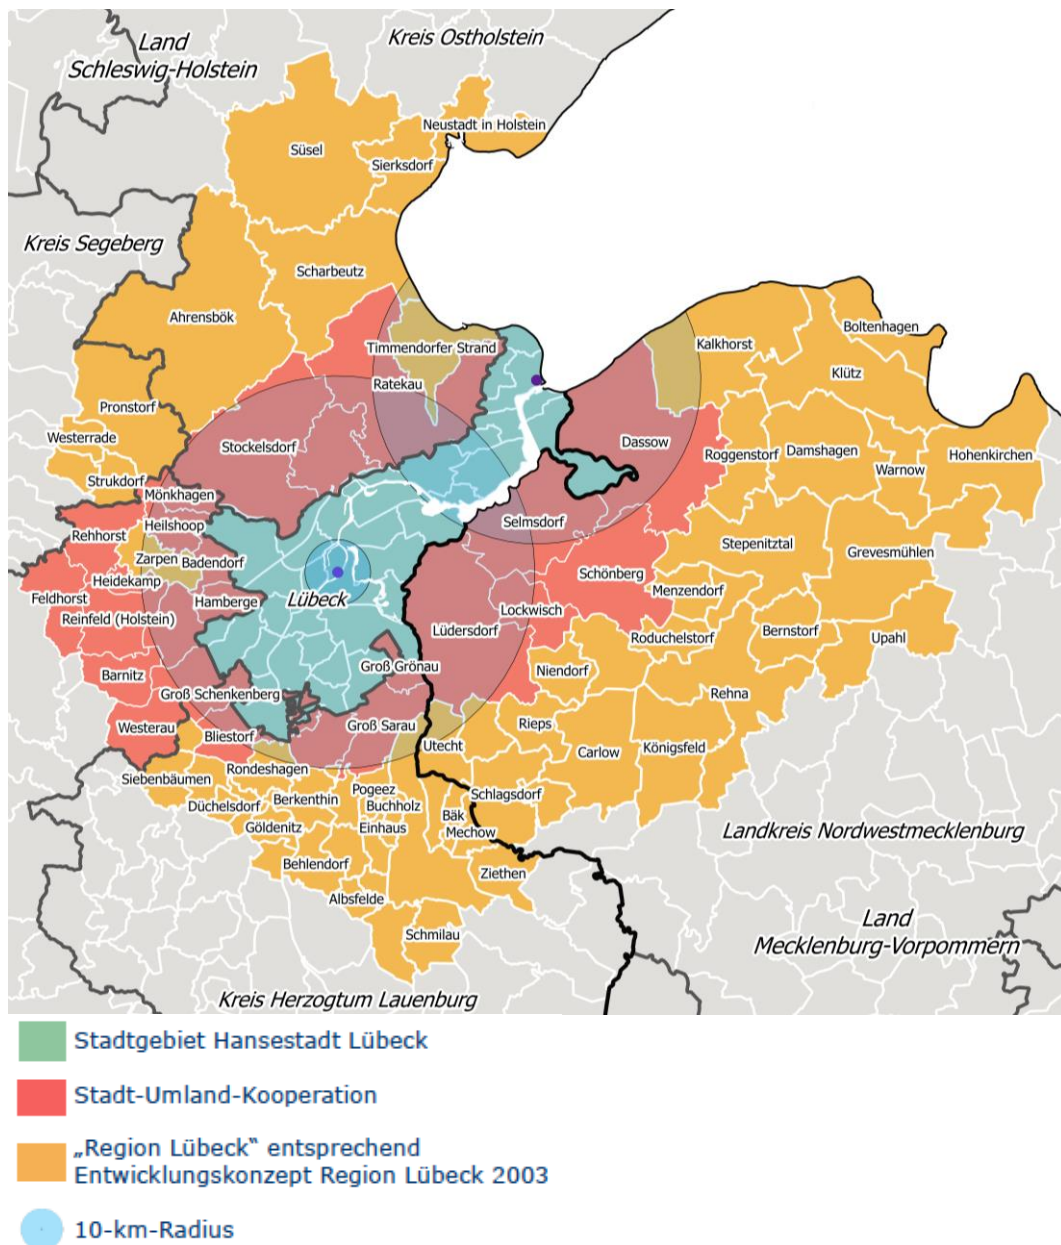 Land
Schleswig-Holstein
Kreis Ostholstein
Neustadt in Holstein
Süsel
Sierksdorf
Kreis Segeberg
Scharbeutz
Ahrensbök
Boltenhagen
Timmendorfer Strand
Kalkhorst
Klütz
Ratekau
Pronstorf
Westerrade
Stockelsdorf
Dassow
Roggenstorf
Damshagen
Hohenkirchen
Warnow
Strukdorf
Mönkhagen
Heilshoop
Selmsdorf
Rehhorst
Stepenitztal
Grevesmühlen
Zarpen
Badendorf
Heidekamp
Schönberg
Menzendorf
Feldhorst
Hamberge
Lübeck
Lockwisch
Reinfeld (Holstein)
Lüdersdorf
Roduchelstorf
Bernstorf
Upahl
Groß Grönau
Niendorf
Barnitz
Groß Schenkenberg
Rehna
Westerau
Groß Sarau
Rieps
Bliestorf
Utecht
Carlow
Königsfeld
Siebenbäumen
Rondeshagen
Pogeez
Schlagsdorf
Düchelsdorf
Berkenthin
Buchholz
Bäk
Göldenitz
Einhaus
Mechow
Landkreis Nordwestmecklenburg
Behlendorf
Ziethen
Albsfelde
Schmilau
Land
Mecklenburg-Vorpommern
Kreis Herzogtum Lauenburg
Stadtgebiet Hansestadt Lübeck
Stadt-Umland-Kooperation
„Region Lübeck“ entsprechend
Entwicklungskonzept Region Lübeck 2003
10-km-Radius